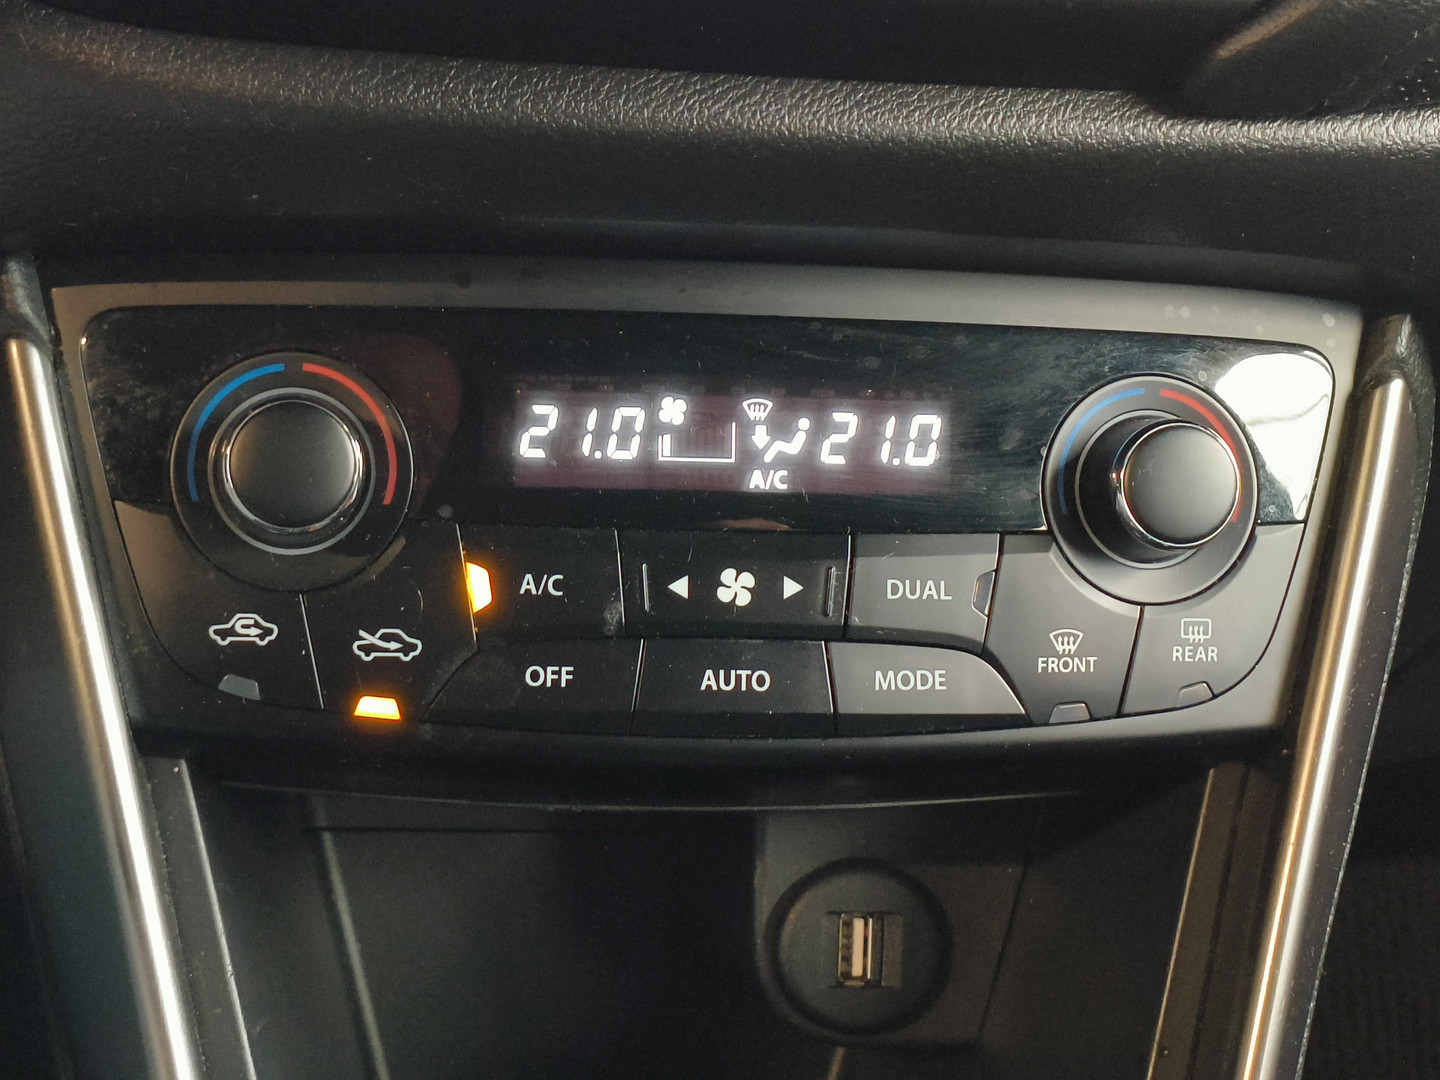 21.0 21.0
A/C
A/C
DUAL
OFF
AUTO
MODE
FRONT
REAR